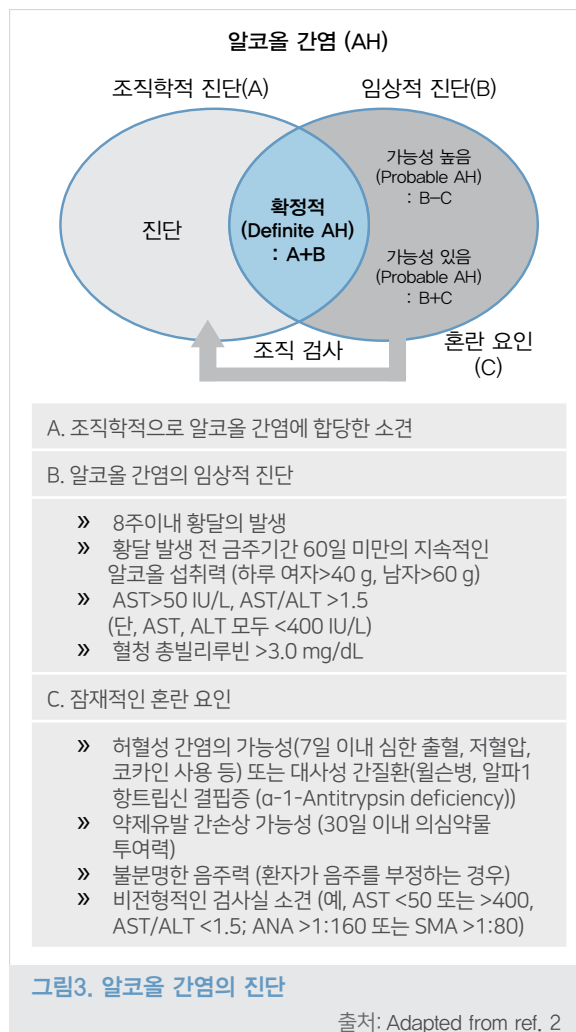 알코올 간염 (AH)
조직학적 진단(A)
임상적 진단(B)
진단
확정적
(Definite AH)
: A+B
가능성 높음
(Probable AH)
: B-C
가능성 있음
(Probable AH)
: B+C
조직 검사
혼란 요인
(C)
A. 조직학적으로 알코올 간염에 합당한 소견
B. 알코올 간염의 임상적 진단
» 8주이내 황달의 발생
» 황달 발생 전 금주기간 60일 미만의 지속적인
알코올 섭취력 (하루 여자>40 g, 남자>60 g)
» AST>50 IU/L, AST/ALT >1.5
(단, AST, ALT 모두 <400 IU/L)
» 혈청 총빌리루빈 >3.0 mg/dL
C. 잠재적인 혼란 요인
» 허혈성 간염의 가능성(7일 이내 심한 출혈, 저혈압,
코카인 사용 등) 또는 대사성 간질환(윌슨병, 알파1
항트립신 결핍증 (α-1-Antitrypsin deficiency))
» 약제유발 간손상 가능성 (30일 이내 의심약물
투여력)
» 불분명한 음주력 (환자가 음주를 부정하는 경우)
» 비전형적인 검사실 소견 (예, AST <50 또는 >400,
AST/ALT <1.5; ANA >1:160 또는 SMA >1:80)
그림3. 알코올 간염의 진단
출처: Adapted from ref. 2